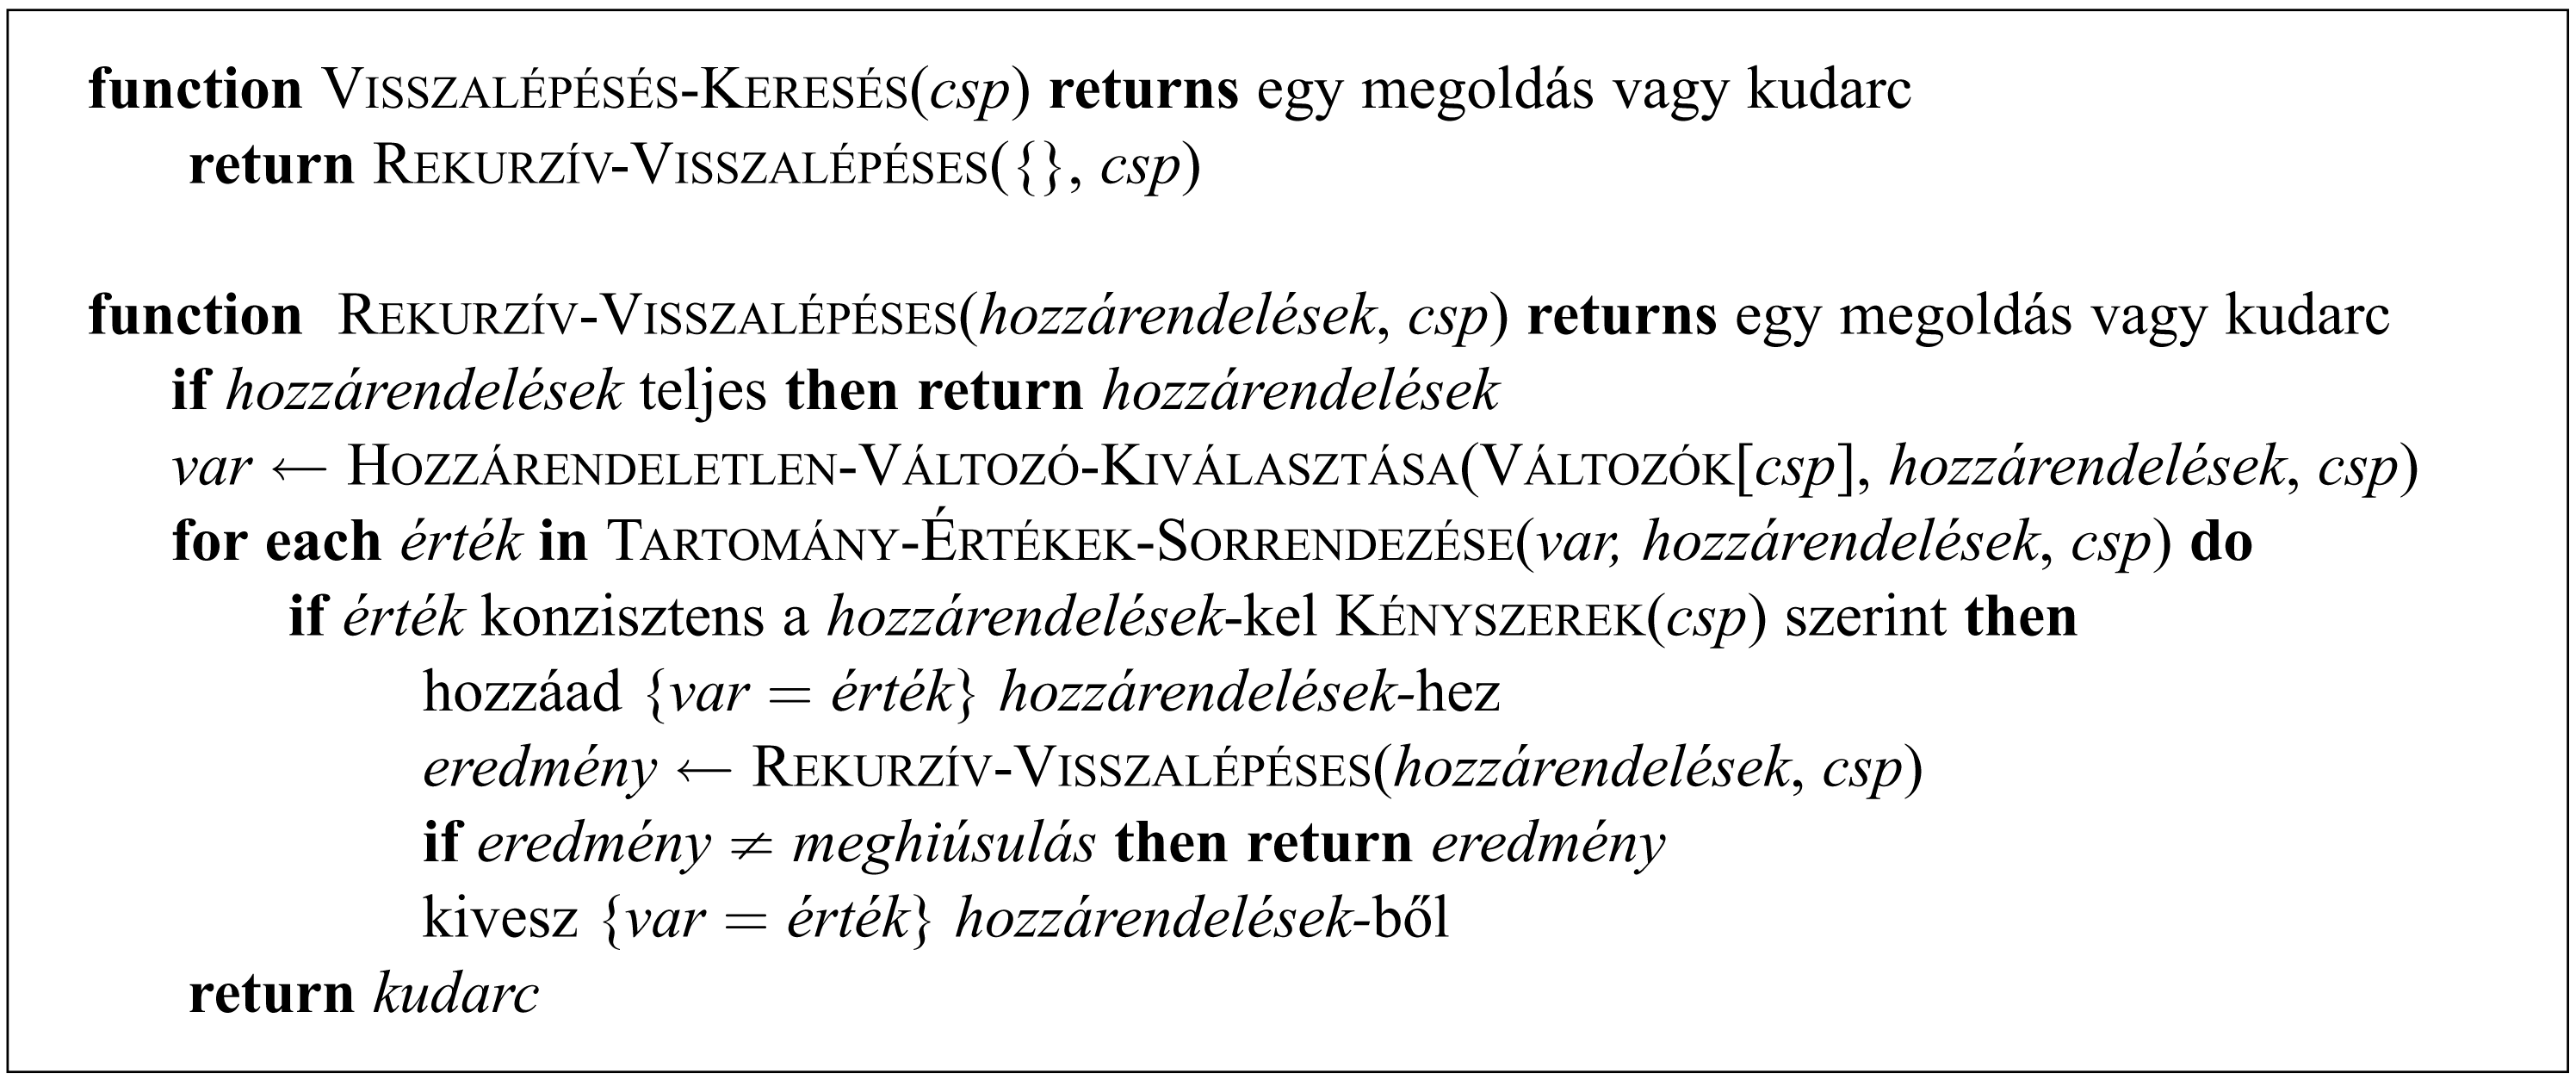 function VISSZALÉPÉSÉS-KERESÉS(csp) returns egy megoldás vagy kudarc
return REKURZÍV-VISSZALÉPÉSES({}, csp)
function REKURZÍV-VISSZALÉPÉSES(hozzárendelések, csp) returns egy megoldás vagy kudarc
if hozzárendelések teljes then return hozzárendelések
var ← HOZZÁRENDELETLEN-VÁLTOZÓ-KIVÁLASZTÁSA(VÁLTOZÓK[csp], hozzárendelések, csp)
for each érték in TARTOMÁNY-ÉRTÉKEK-SORRENDEZÉSE(var, hozzárendelések, csp) do
if érték konzisztens a hozzárendelések-kel KÉNYSZEREK(csp) szerint then
hozzáad {var = érték} hozzárendelések-hez
eredmény ← REKURZÍV-VISSZALÉPÉSES(hozzárendelések, csp)
if eredmény ≠ meghiúsulás then return eredmény
kivesz {var = érték} hozzárendelések-ből
return kudarc